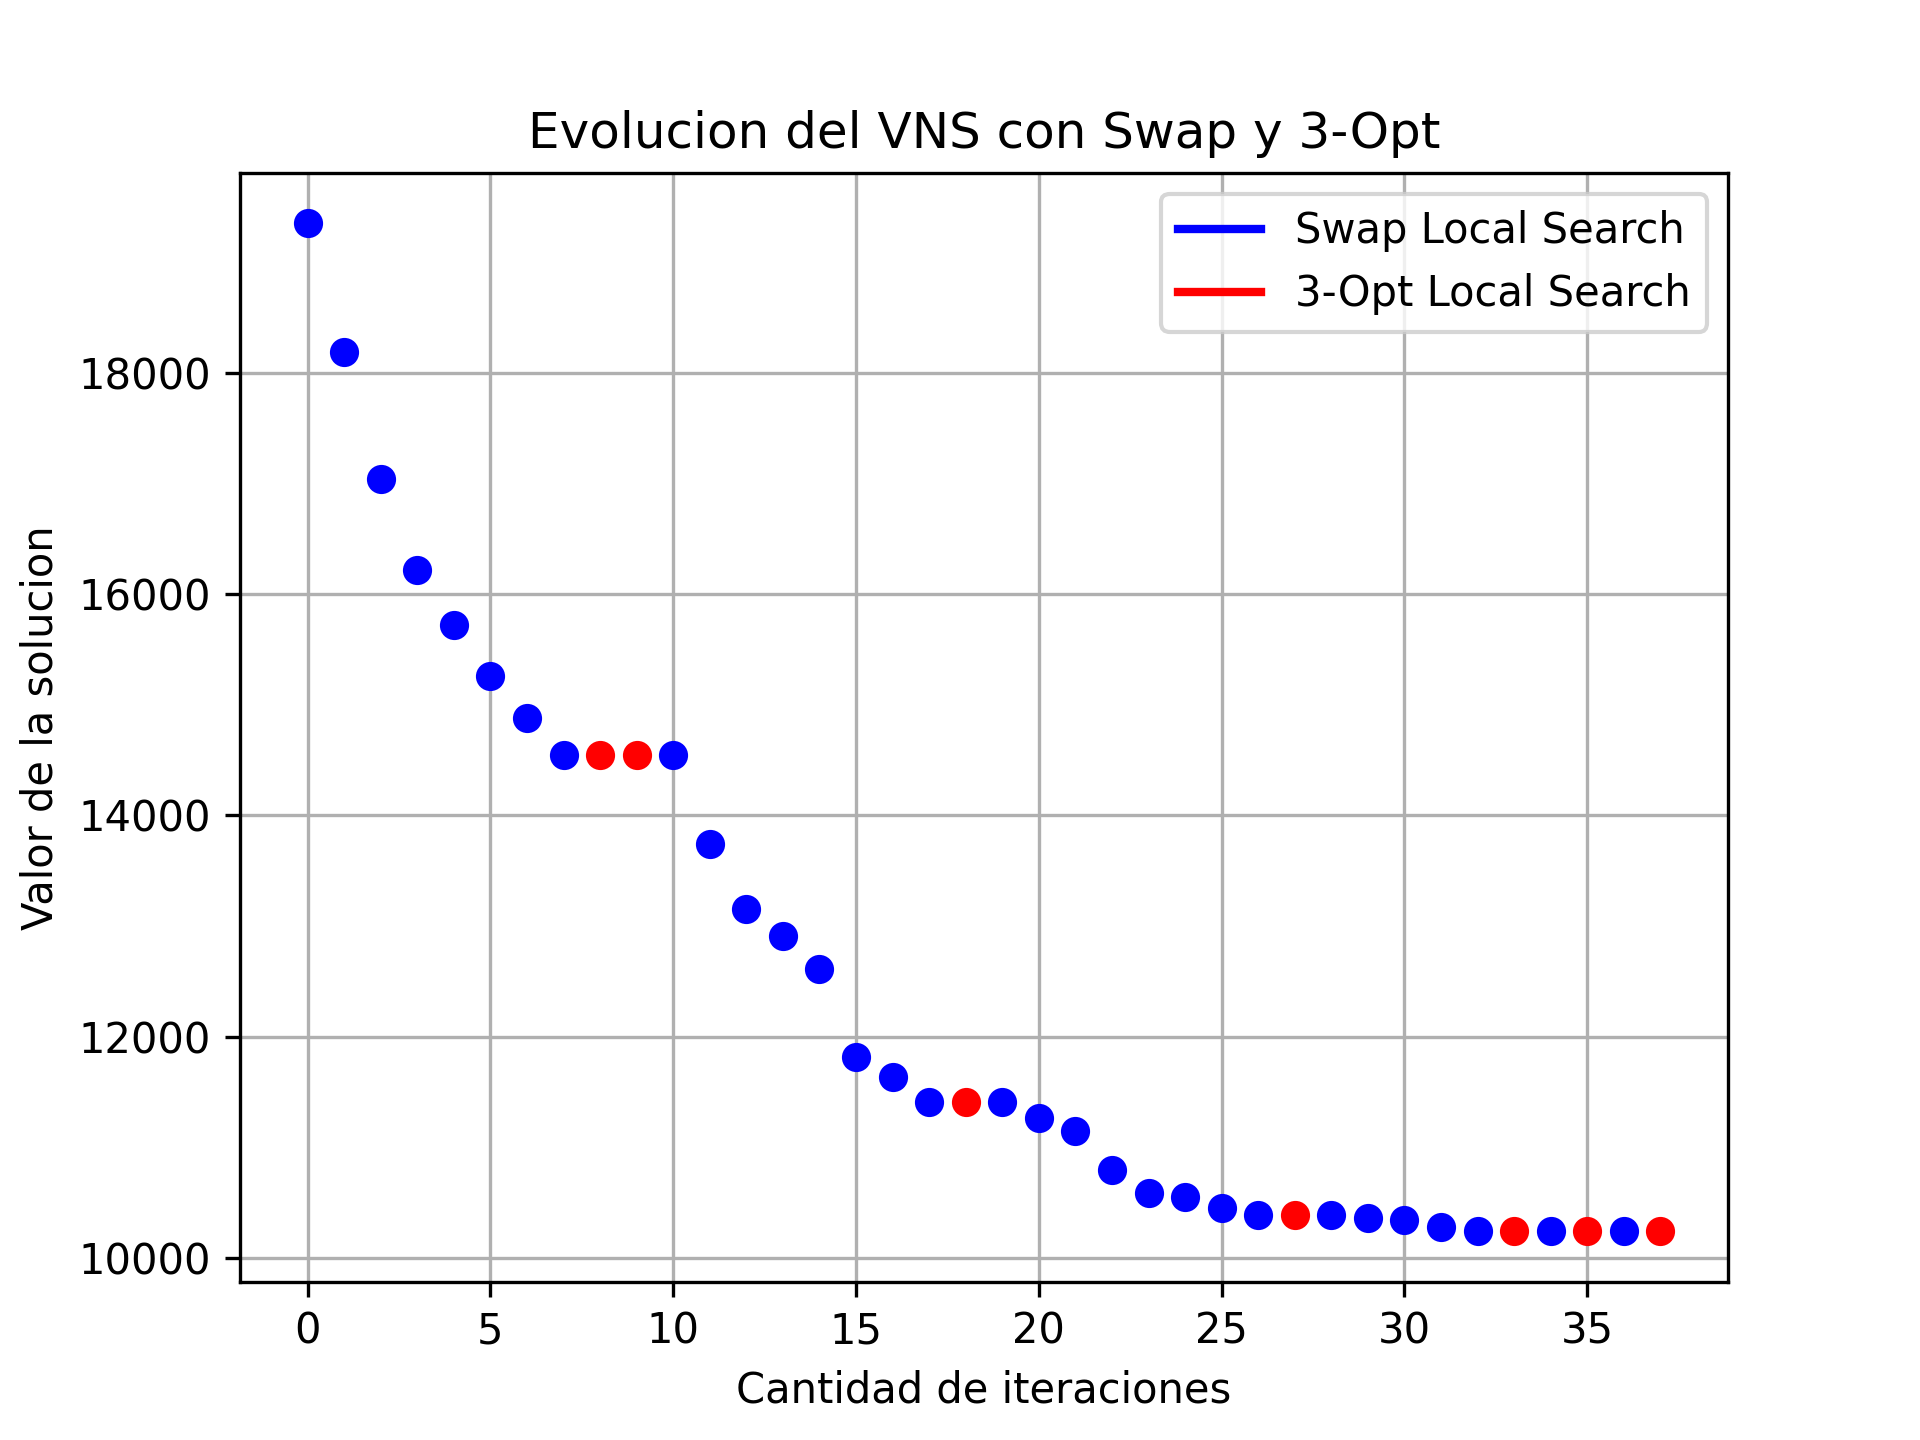 Evolucion del VNS con Swap y 3-Opt
Swap Local Search
3-Opt Local Search
Valor de la solucion
18000
16000
14000
12000
10000
0 5 10 15 20 25 30 35
Cantidad de iteraciones